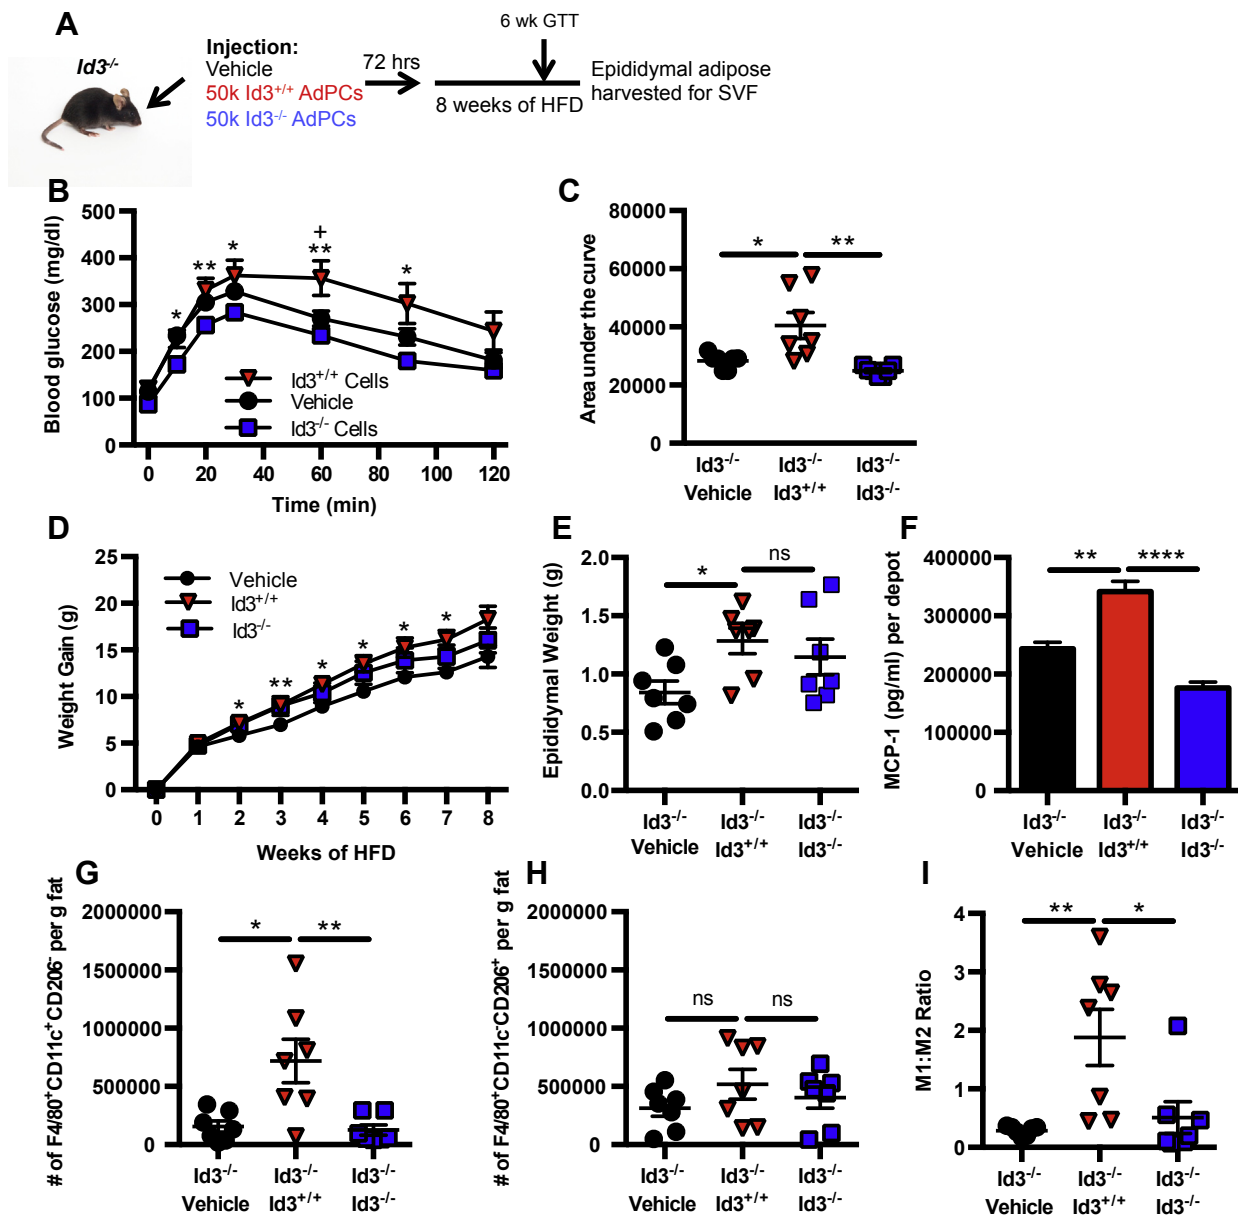 A
Id3-/-
Injection:
Vehicle
50k Id3+/+ AdPCs
50k Id3-/- AdPCs
72 hrs
6 wk GTT
8 weeks of HFD
Epididymal adipose
harvested for SVF
B
Blood glucose (mg/dl)
500
400
300
200
100
0
* ** * + ** *
Id3+/+ Cells
Vehicle
Id3-/- Cells
0 20 40 60 80 100 120
Time (min)
C
Area under the curve
80000
60000
40000
20000
0
* **
Id3-/- Id3-/- Id3-/-
Vehicle Id3+/+ Id3-/-
D
Weight Gain (g)
25
20
15
10
5
0
Vehicle
Id3+/+
Id3-/-
* ** * * * *
0 1 2 3 4 5 6 7 8
Weeks of HFD
E
Epididymal Weight (g)
2.0
1.5
1.0
0.5
0.0
* ns
Id3-/- Id3-/- Id3-/-
Vehicle Id3+/+ Id3-/-
F
MCP-1 (pg/ml) per depot
400000
300000
200000
100000
0
** ****
Id3-/- Id3-/- Id3-/-
Vehicle Id3+/+ Id3-/-
G
# of F4/80+CD11c+CD206- per g fat
2000000
1500000
1000000
500000
0
* **
Id3-/- Id3-/- Id3-/-
Vehicle Id3+/+ Id3-/-
H
# of F4/80+CD11c-CD206+ per g fat
2000000
1500000
1000000
500000
0
ns ns
Id3-/- Id3-/- Id3-/-
Vehicle Id3+/+ Id3-/-
I
M1:M2 Ratio
4
3
2
1
0
** *
Id3-/- Id3-/- Id3-/-
Vehicle Id3+/+ Id3-/-